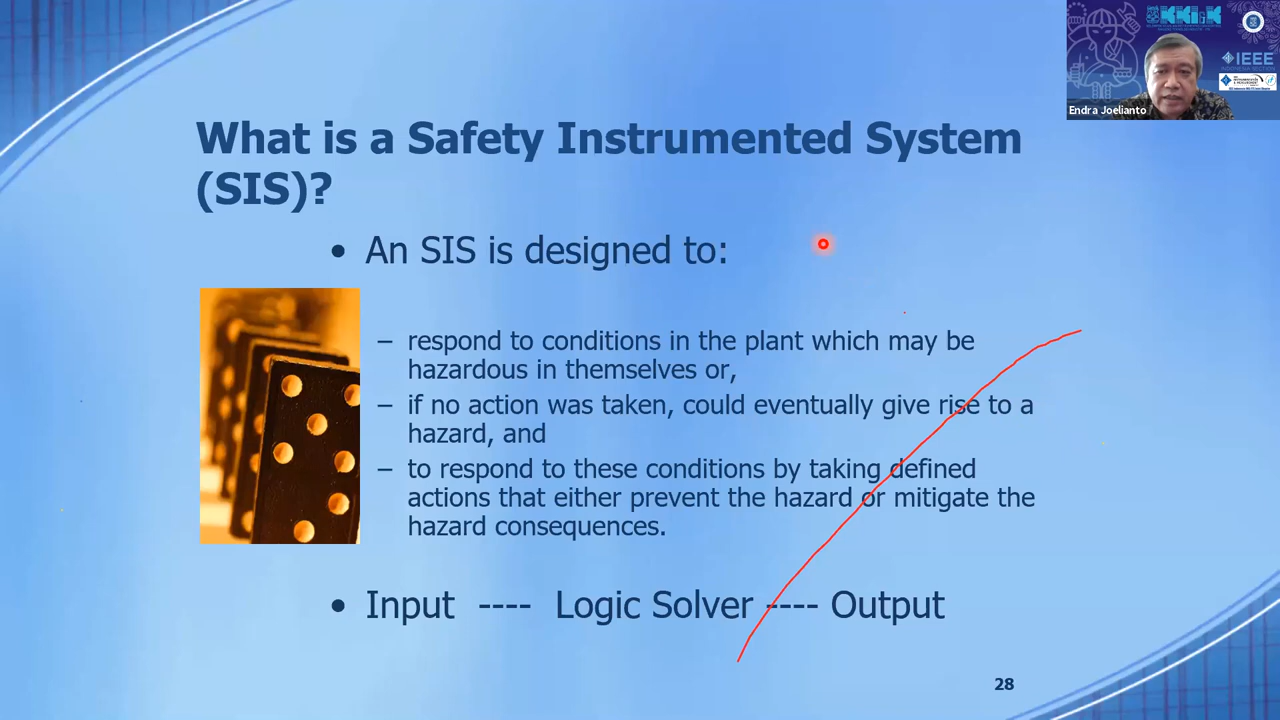 IEEE
Endra Joelianto
What is a Safety Instrumented System
(SIS)?
• An SIS is designed to:
– respond to conditions in the plant which may be
hazardous in themselves or,
– if no action was taken, could eventually give rise to a
hazard, and
– to respond to these conditions by taking defined
actions that either prevent the hazard or mitigate the
hazard consequences.
• Input ---- Logic Solver ---- Output
28